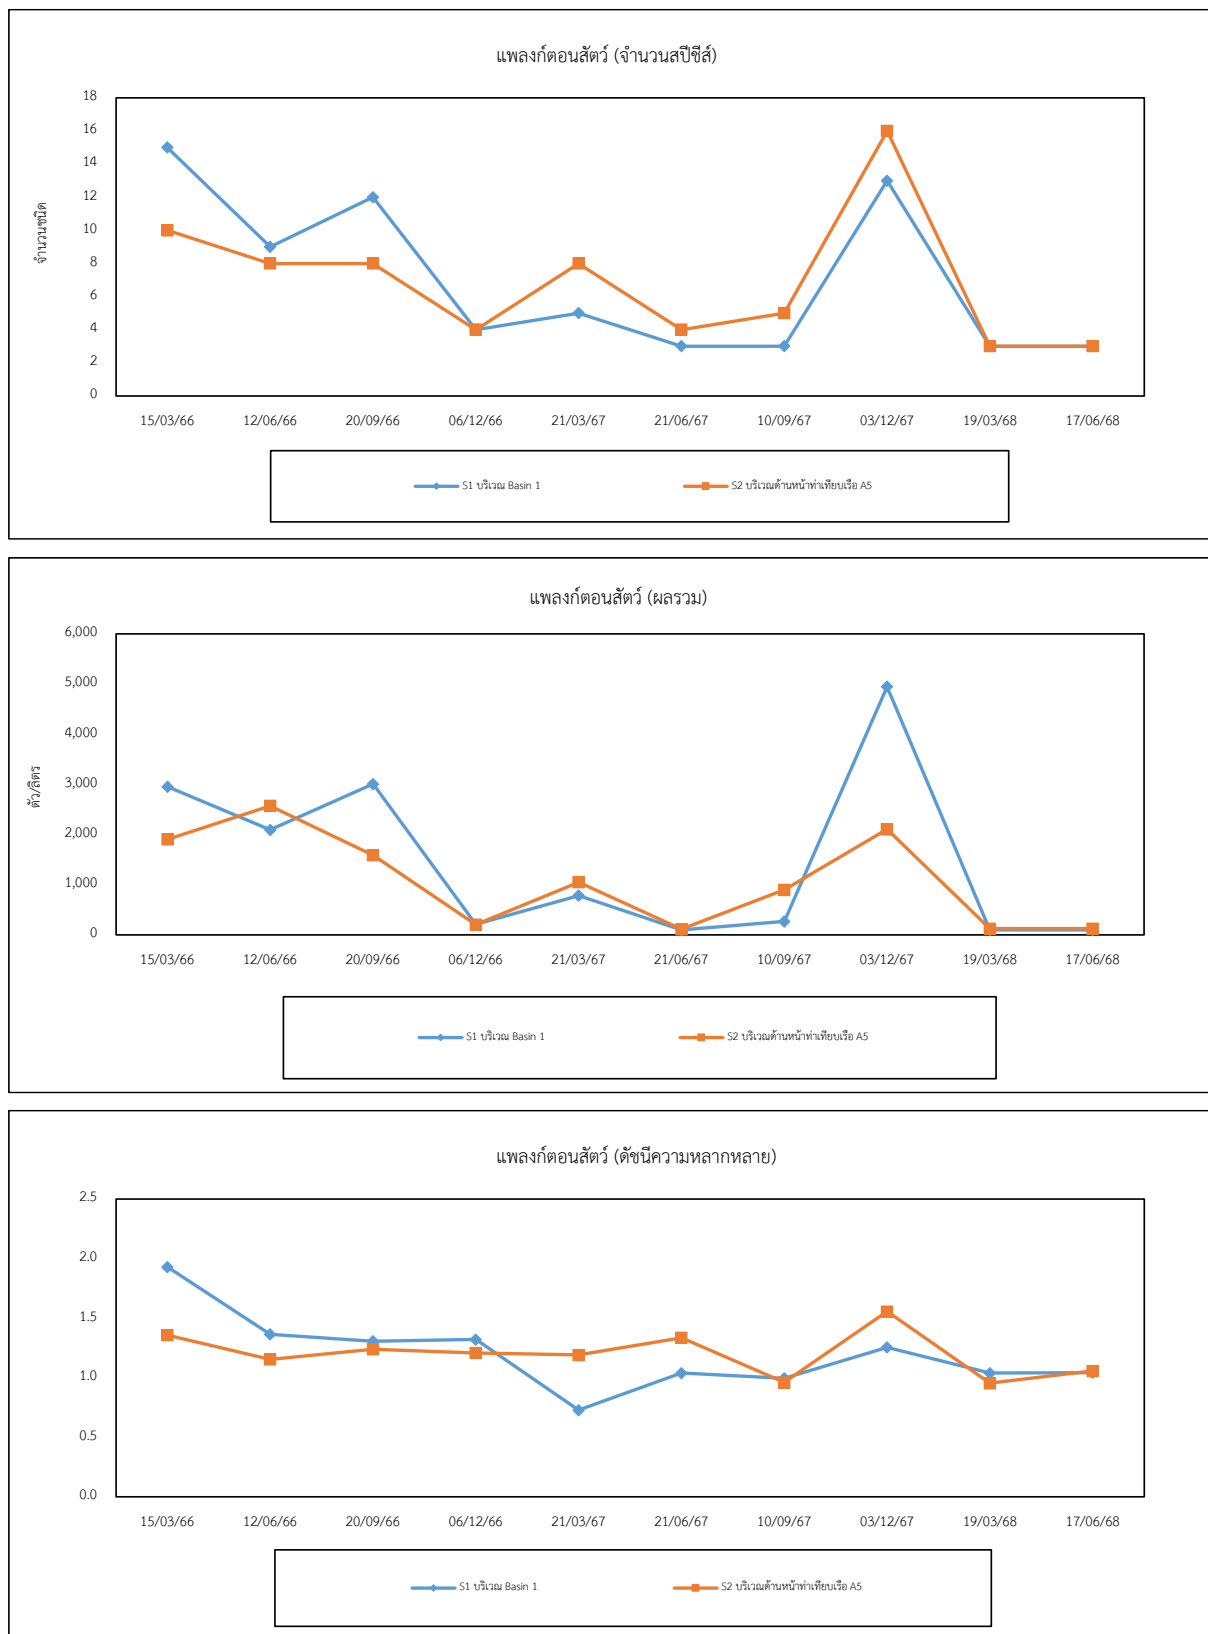 แพลงก์ตอนสัตว์ (จำนวนสปีชีส์)
18
16
14
12
10
8
6
4
2
0
จำนวนชนิด
15/03/66 12/06/66 20/09/66 06/12/66 21/03/67 21/06/67 10/09/67 03/12/67 19/03/68 17/06/68
S1 บริเวณ Basin 1 S2 บริเวณด้านหน้าท่าเทียบเรือ A5
แพลงก์ตอนสัตว์ (ผลรวม)
6,000
5,000
4,000
3,000
2,000
1,000
0
ตัว/ลิตร
15/03/66 12/06/66 20/09/66 06/12/66 21/03/67 21/06/67 10/09/67 03/12/67 19/03/68 17/06/68
S1 บริเวณ Basin 1 S2 บริเวณด้านหน้าท่าเทียบเรือ A5
แพลงก์ตอนสัตว์ (ดัชนีความหลากหลาย)
2.5
2.0
1.5
1.0
0.5
0.0
15/03/66 12/06/66 20/09/66 06/12/66 21/03/67 21/06/67 10/09/67 03/12/67 19/03/68 17/06/68
S1 บริเวณ Basin 1 S2 บริเวณด้านหน้าท่าเทียบเรือ A5